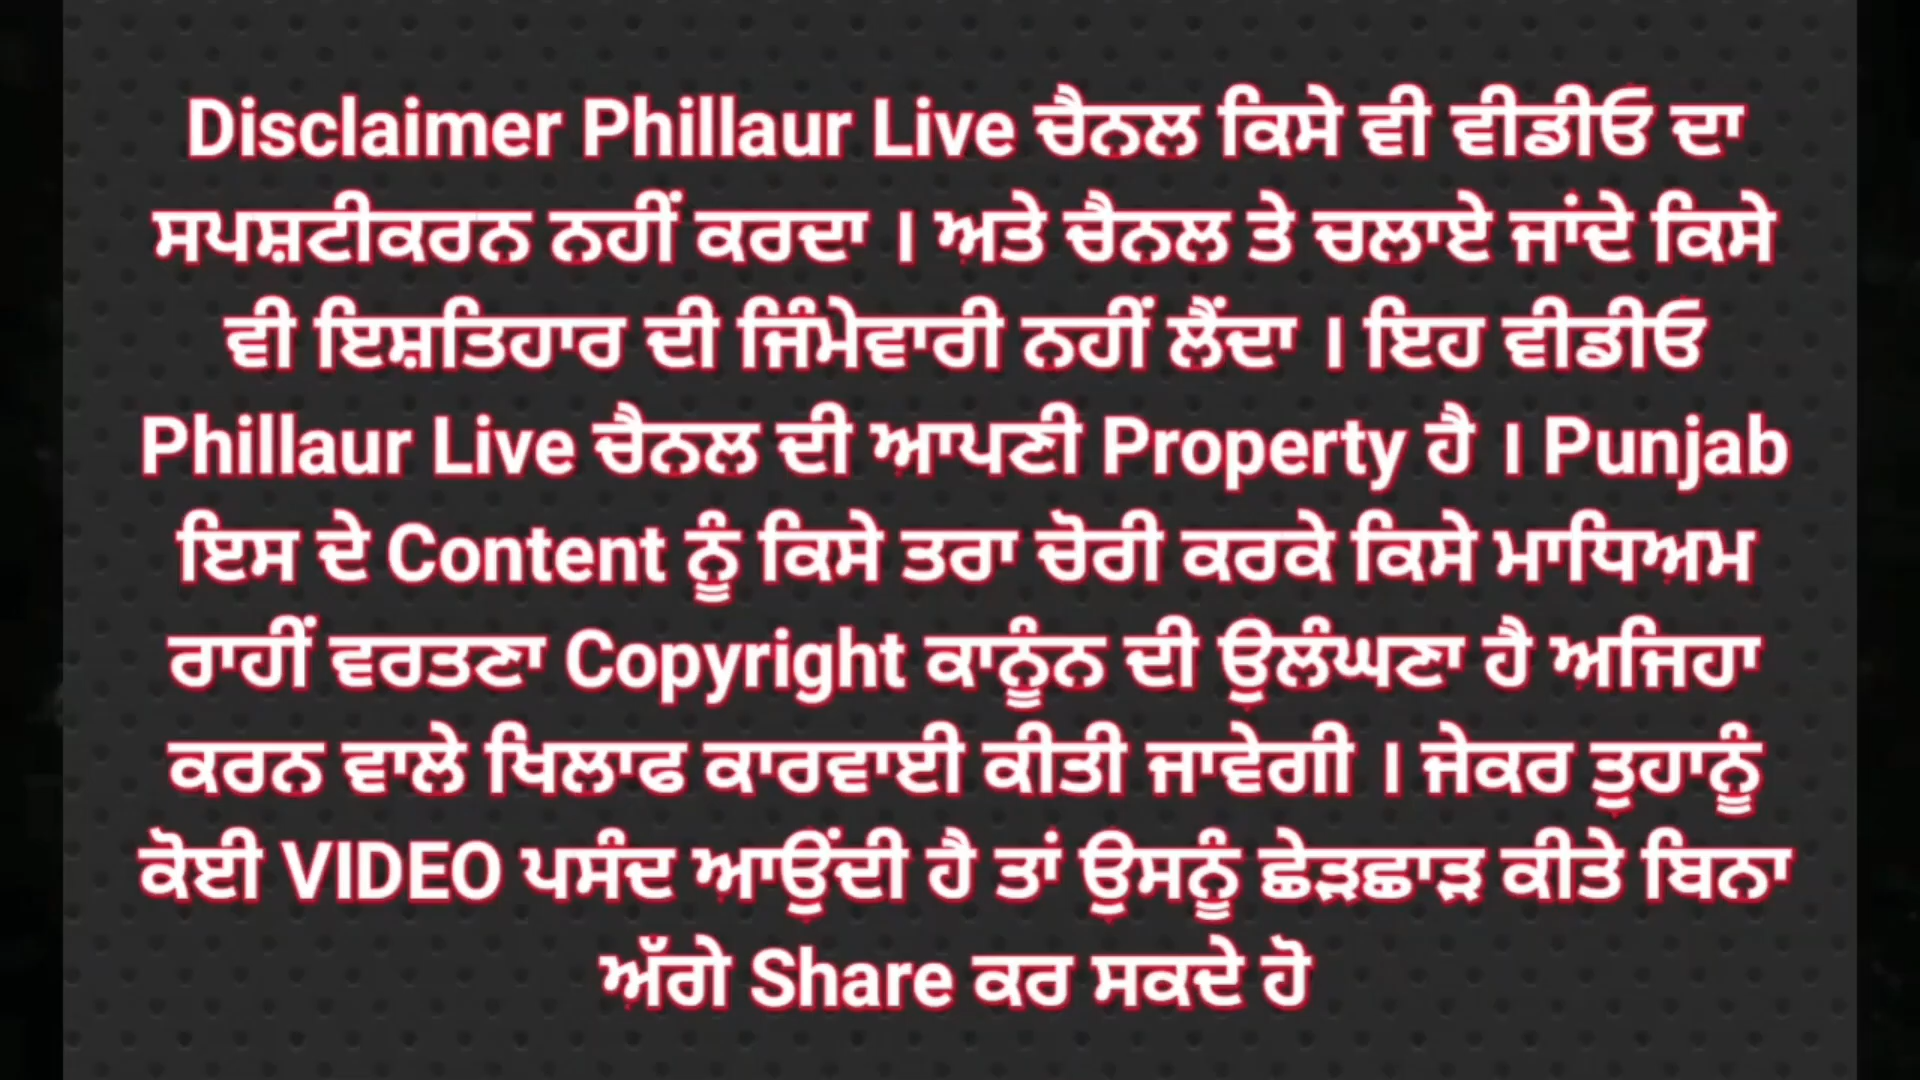 Disclaimer Phillaur Live ਚੈਨਲ ਕਿਸੇ ਵੀ ਵੀਡੀਓ ਦਾ
ਸਪਸ਼ਟੀਕਰਨ ਨਹੀਂ ਕਰਦਾ । ਅਤੇ ਚੈਨਲ ਤੇ ਚਲਾਏ ਜਾਂਦੇ ਕਿਸੇ
ਵੀ ਇਸ਼ਤਿਹਾਰ ਦੀ ਜਿੰਮੇਵਾਰੀ ਨਹੀਂ ਲੈਂਦਾ । ਇਹ ਵੀਡੀਓ
Phillaur Live ਚੈਨਲ ਦੀ ਆਪਣੀ Property ਹੈ । Punjab
ਇਸ ਦੇ Content ਨੂੰ ਕਿਸੇ ਤਰਾ ਚੋਰੀ ਕਰਕੇ ਕਿਸੇ ਮਾਧਿਅਮ
ਰਾਹੀਂ ਵਰਤਣਾ Copyright ਕਾਨੂੰਨ ਦੀ ਉਲੰਘਣਾ ਹੈ ਅਜਿਹਾ
ਕਰਨ ਵਾਲੇ ਖਿਲਾਫ ਕਾਰਵਾਈ ਕੀਤੀ ਜਾਵੇਗੀ । ਜੇਕਰ ਤੁਹਾਨੂੰ
ਕੋਈ VIDEO ਪਸੰਦ ਆਉਂਦੀ ਹੈ ਤਾਂ ਉਸਨੂੰ ਛੇੜਛਾੜ ਕੀਤੇ ਬਿਨਾ
ਅੱਗੇ Share ਕਰ ਸਕਦੇ ਹੋ